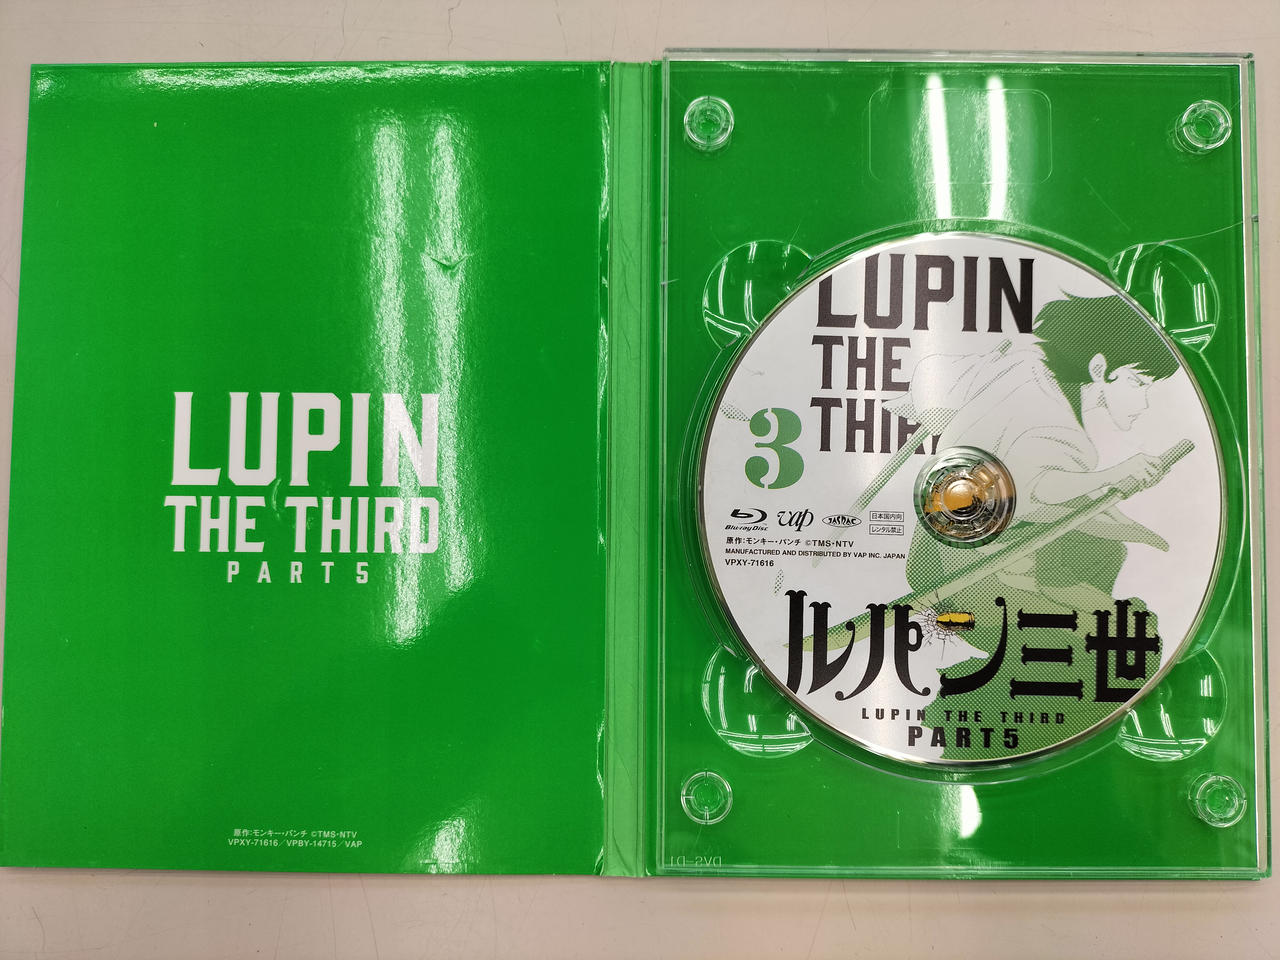 LUPIN
THE THIRD
PART5
原作:モンキー・パンチ ©TMS・NTV
VPXY-71616/VPBY-14715/VAP
LUPIN
THE
THIR
3
Blu-ray Disc
vap
JASRAC
日本国内向
レンタル禁止
原作:モンキー・パンチ ©TMS・NTV
MANUFACTURED AND DISTRIBUTED BY VAP INC. JAPAN
VPXY-71616
ルパン三世
LUPIN THE THIRD
PART5
DVS-D1